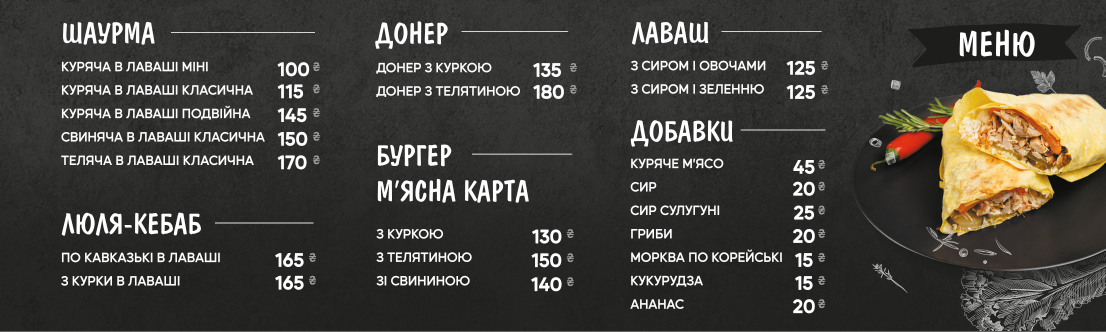 ШАУРМА
КУРЯЧА В ЛАВАШІ МІНІ 100 ₴
КУРЯЧА В ЛАВАШІ КЛАСИЧНА 115 ₴
КУРЯЧА В ЛАВАШІ ПОДВІЙНА 145 ₴
СВИНЯЧА В ЛАВАШІ КЛАСИЧНА 150 ₴
ТЕЛЯЧА В ЛАВАШІ КЛАСИЧНА 170 ₴
ЛЮЛЯ-КЕБАБ
ПО КАВКАЗЬКІ В ЛАВАШІ 165 ₴
З КУРКИ В ЛАВАШІ 165 ₴
ДОНЕР
ДОНЕР З КУРКОЮ 135 ₴
ДОНЕР З ТЕЛЯТИНОЮ 180 ₴
БУРГЕР
М'ЯСНА КАРТА
З КУРКОЮ 130 ₴
З ТЕЛЯТИНОЮ 150 ₴
ЗІ СВИНИНОЮ 140 ₴
ЛАВАШ
З СИРОМ І ОВОЧАМИ 125 ₴
З СИРОМ І ЗЕЛЕННЮ 125 ₴
ДОБАВКИ
КУРЯЧЕ М'ЯСО 45 ₴
СИР 20 ₴
СИР СУЛУГУНІ 25 ₴
ГРИБИ 20 ₴
МОРКВА ПО КОРЕЙСЬКІ 15 ₴
КУКУРУДЗА 15 ₴
АНАНАС 20 ₴
МЕНЮ